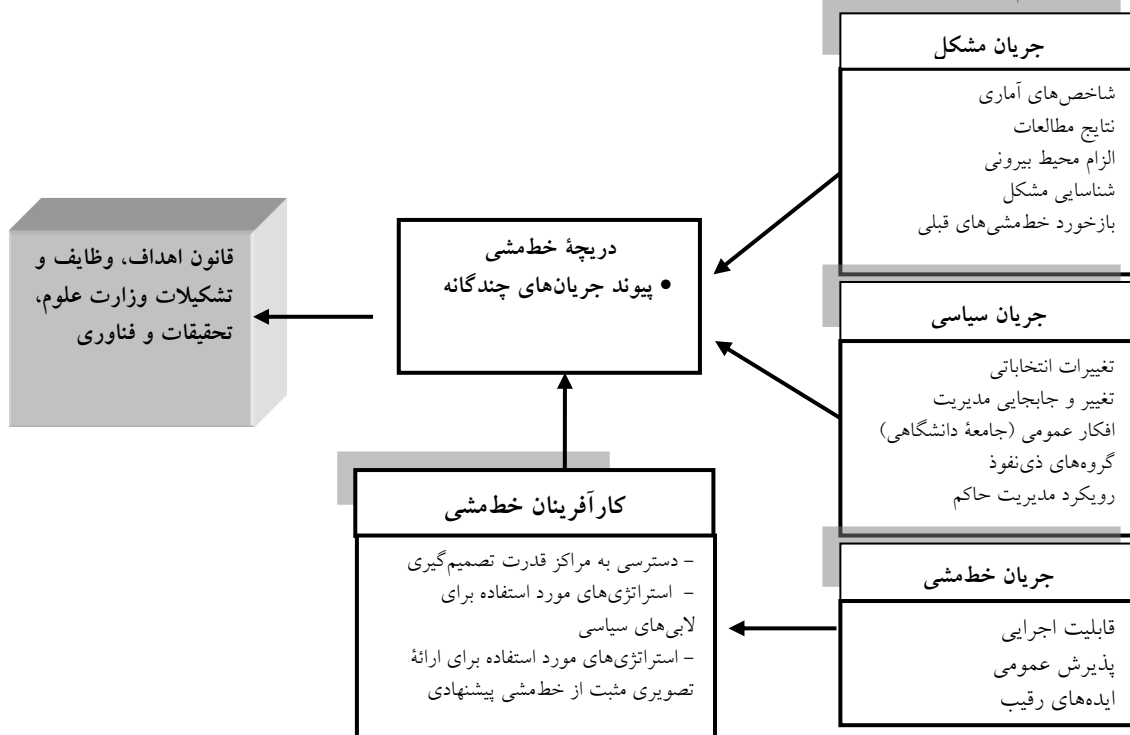 جریان مشکل
شاخص‌های آماری
نتایج مطالعات
الزام محیط بیرونی
شناسایی مشکل
بازخورد خط‌مشی‌های قبلی
جریان سیاسی
تغییرات انتخاباتی
تغییر و جابجایی مدیریت
افکار عمومی (جامعۀ دانشگاهی)
گروه‌های ذی‌نفوذ
رویکرد مدیریت حاکم
جریان خط‌مشی
قابلیت اجرایی
پذیرش عمومی
ایده‌های رقیب
دریچۀ خط‌مشی
• پیوند جریان‌های چندگانه
کارآفرینان خط‌مشی
- دسترسی به مراکز قدرت تصمیم‌گیری
- استراتژی‌های مورد استفاده برای
لابی‌های سیاسی
- استراتژی‌های مورد استفاده برای ارائۀ
تصویری مثبت از خط‌مشی پیشنهادی
قانون اهداف، وظایف و
تشکیلات وزارت علوم،
تحقیقات و فناوری